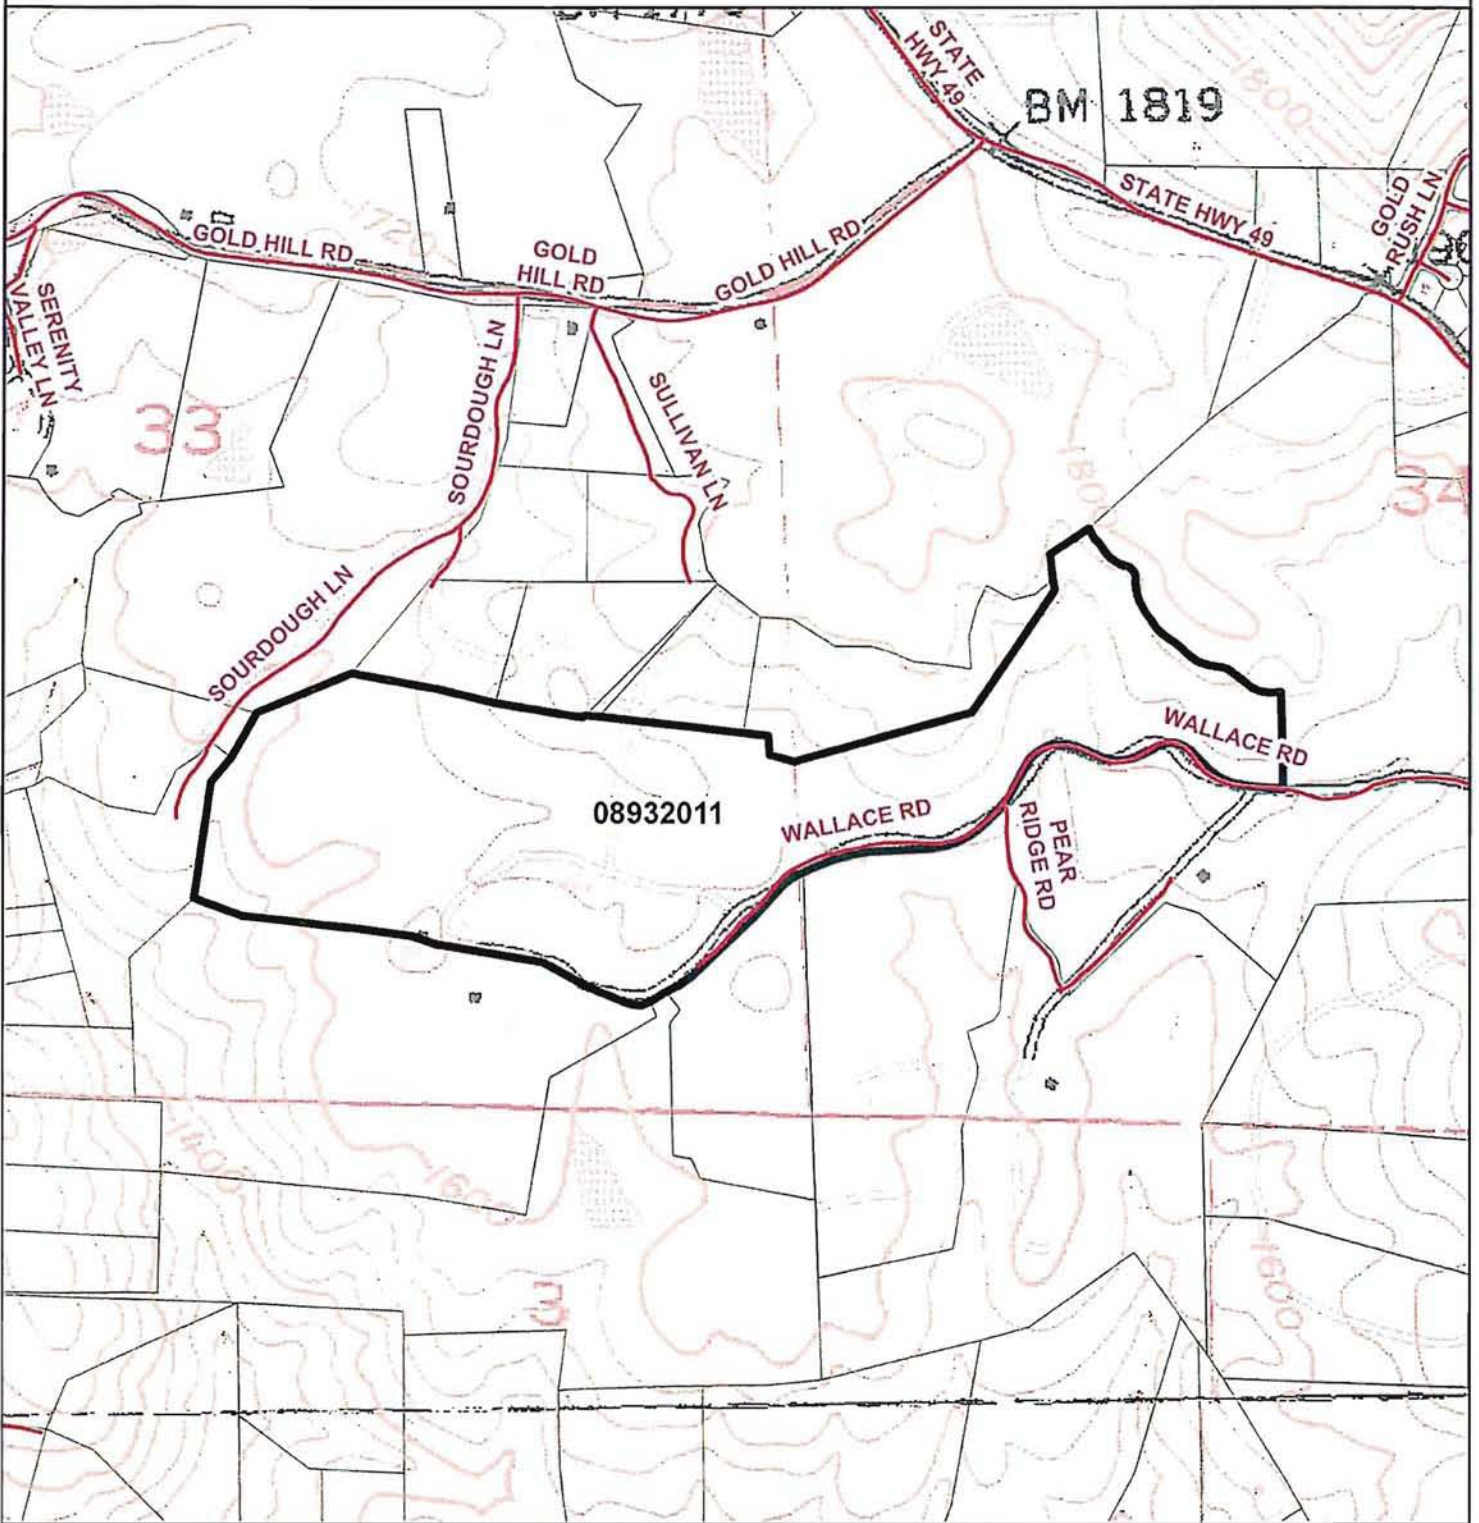 STATE
HWY 49
BM 1819
1800
STATE HWY 49
GOLD
RUSH LN
1720
GOLD HILL RD
GOLD
HILL RD
GOLD HILL RD
SERENITY
VALLEY LN
SOURDOUGH LN
SULLIVAN LN
33
1800
34
SOURDOUGH LN
WALLACE RD
08932011
WALLACE RD
PEAR
RIDGE RD
1400
1600
1600
3